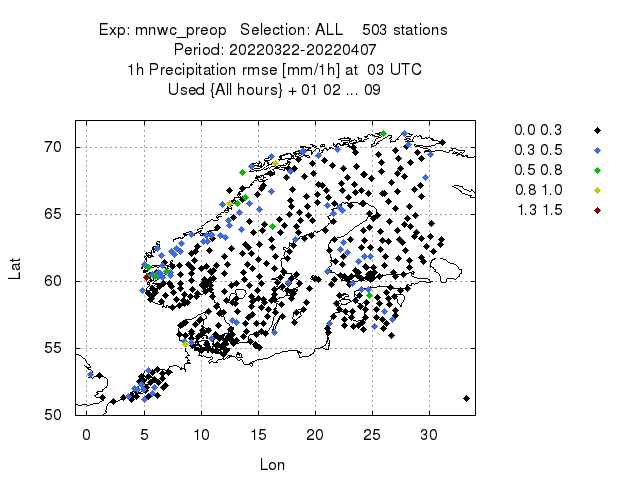 Exp: mnwc_preop   Selection: ALL    503 stations
Period: 20220322-20220407
1h Precipitation rmse [mm/1h] at  03 UTC
Used {All hours} + 01 02 ... 09
0.0 0.3
0.3 0.5
0.5 0.8
0.8 1.0
1.3 1.5
70
65
60
55
50
Lat
0 5 10 15 20 25 30
Lon